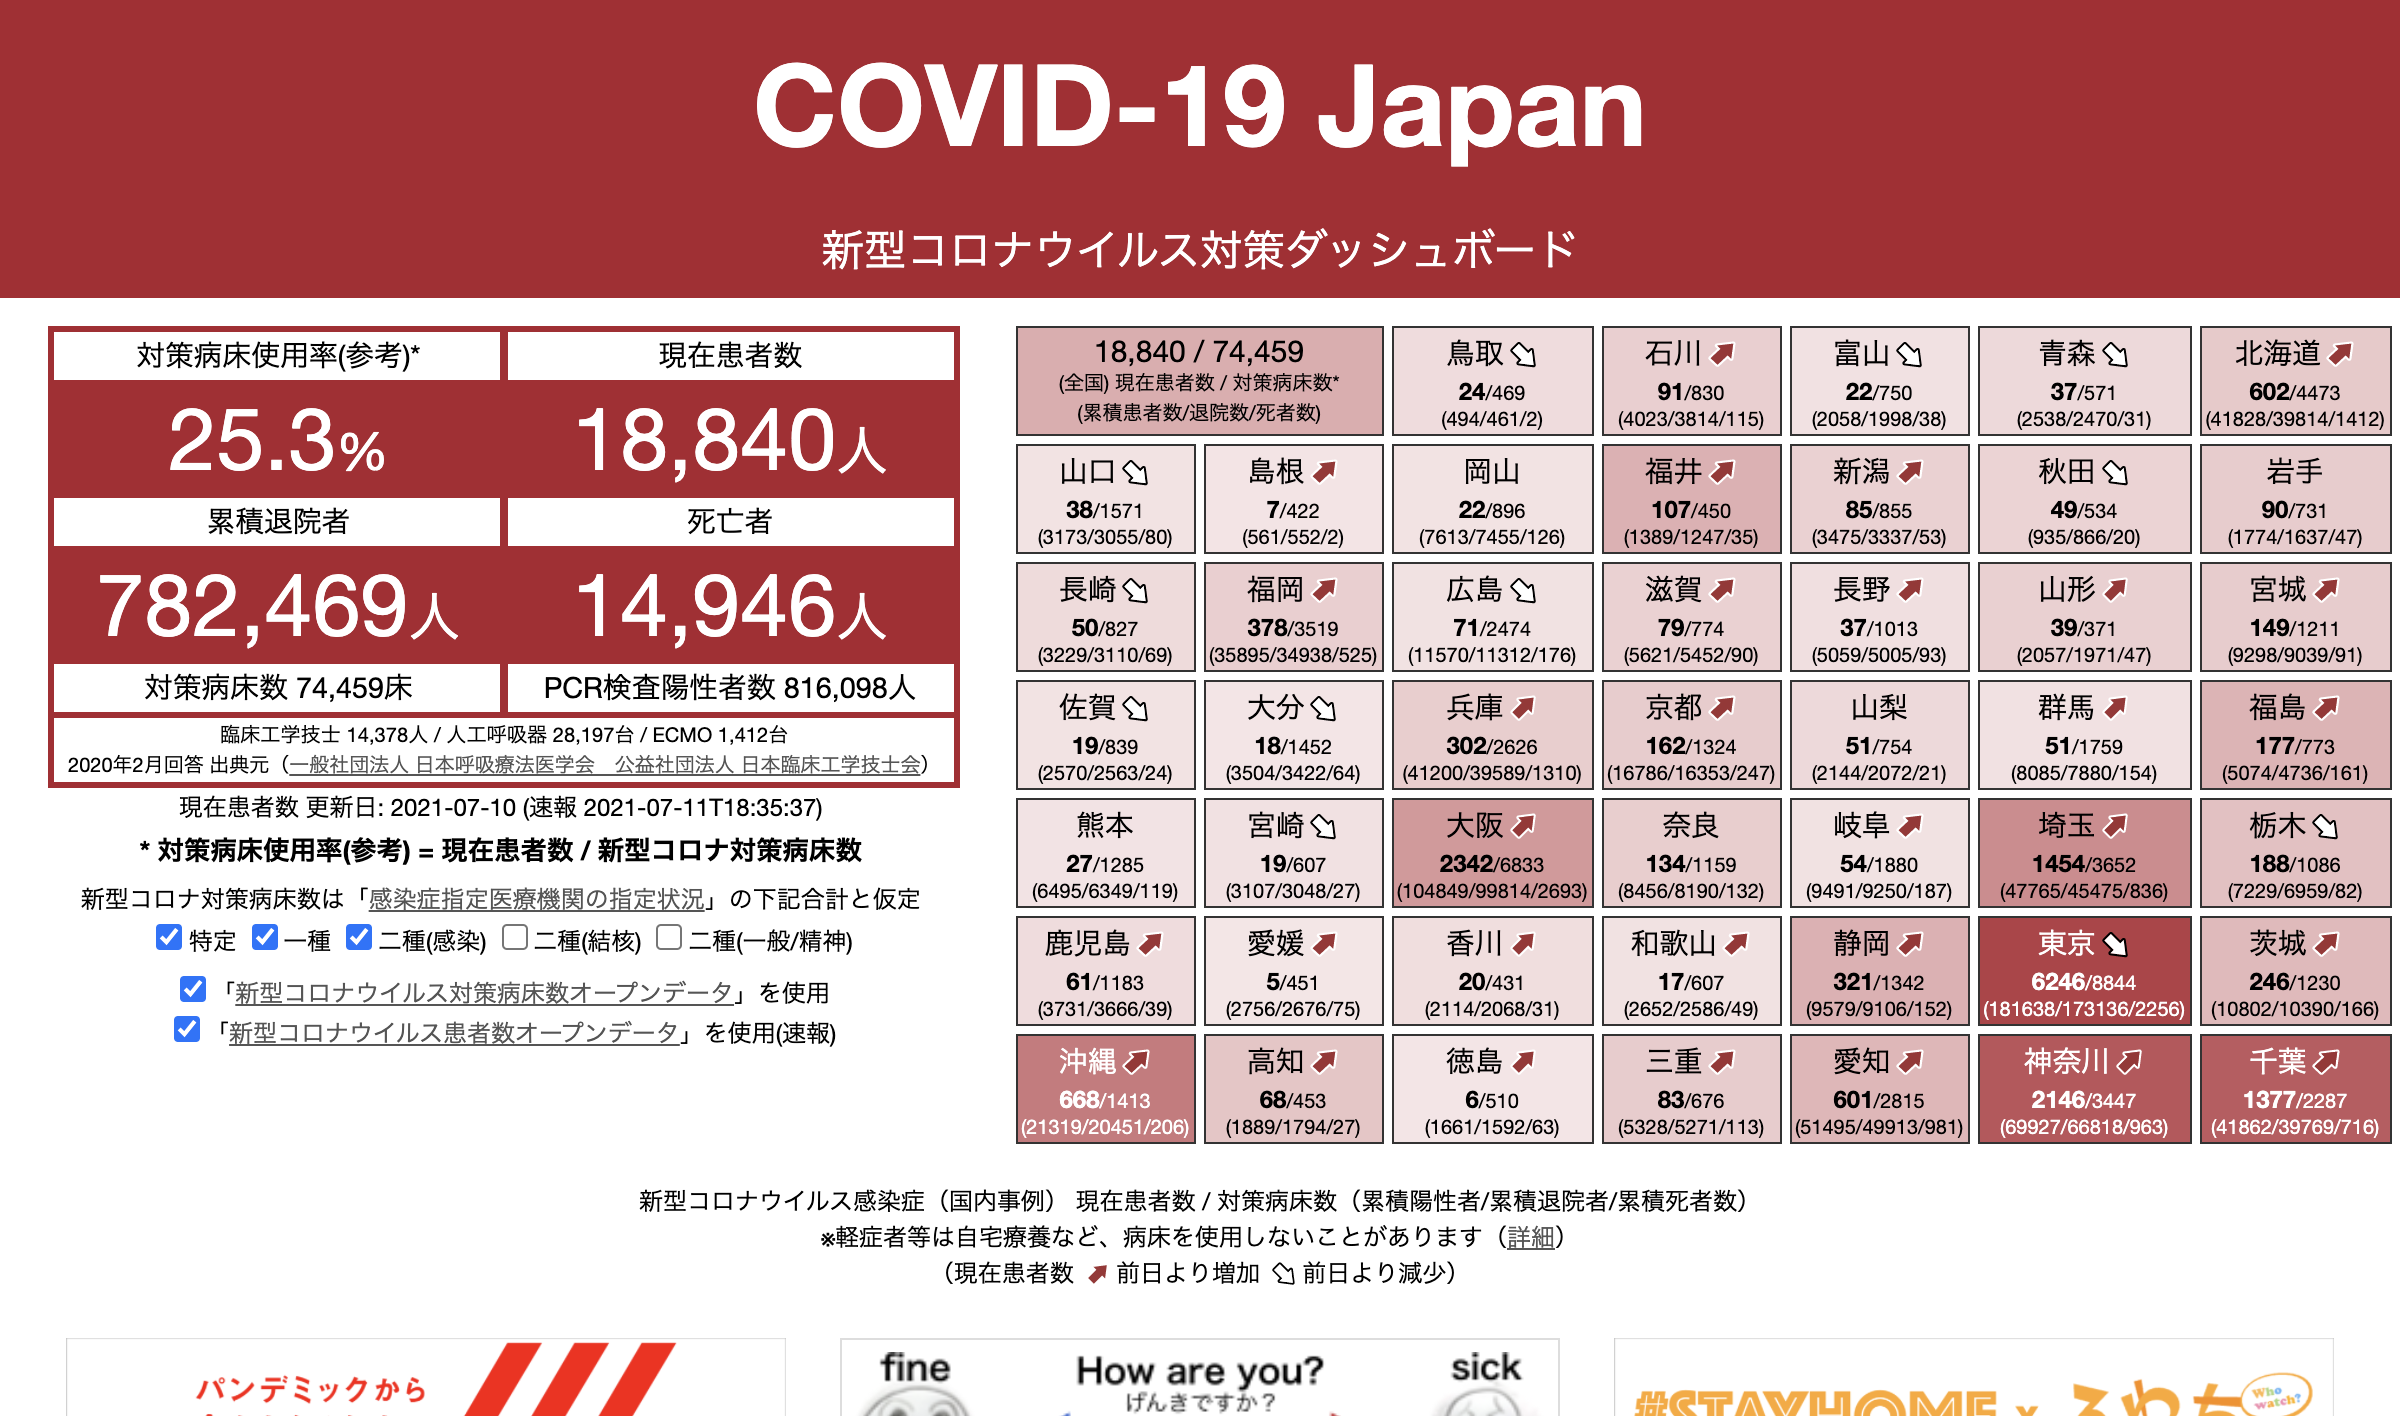 COVID-19 Japan
新型コロナウイルス対策ダッシュボード
対策病床使用率(参考)*
現在患者数
25.3%
18,840人
累積退院者
死亡者
782,469人
14,946人
対策病床数 74,459床
PCR検査陽性者数 816,098人
臨床工学技士 14,378人 / 人工呼吸器 28,197台 / ECMO 1,412台
2020年2月回答 出典元（一般社団法人 日本呼吸療法医学会　公益社団法人 日本臨床工学技士会）
現在患者数 更新日: 2021-07-10 (速報 2021-07-11T18:35:37)
* 対策病床使用率(参考) = 現在患者数 / 新型コロナ対策病床数
新型コロナ対策病床数は「感染症指定医療機関の指定状況」の下記合計と仮定
特定 一種 二種(感染) 二種(結核) 二種(一般/精神)
「新型コロナウイルス対策病床数オープンデータ」を使用
「新型コロナウイルス患者数オープンデータ」を使用(速報)
18,840 / 74,459
(全国) 現在患者数 / 対策病床数*
(累積患者数/退院数/死者数)
鳥取
24/469
(494/461/2)
石川
91/830
(4023/3814/115)
富山
22/750
(2058/1998/38)
青森
37/571
(2538/2470/31)
北海道
602/4473
(41828/39814/1412)
山口
38/1571
(3173/3055/80)
島根
7/422
(561/552/2)
岡山
22/896
(7613/7455/126)
福井
107/450
(1389/1247/35)
新潟
85/855
(3475/3337/53)
秋田
49/534
(935/866/20)
岩手
90/731
(1774/1637/47)
長崎
50/827
(3229/3110/69)
福岡
378/3519
(35895/34938/525)
広島
71/2474
(11570/11312/176)
滋賀
79/774
(5621/5452/90)
長野
37/1013
(5059/5005/93)
山形
39/371
(2057/1971/47)
宮城
149/1211
(9298/9039/91)
佐賀
19/839
(2570/2563/24)
大分
18/1452
(3504/3422/64)
兵庫
302/2626
(41200/39589/1310)
京都
162/1324
(16786/16353/247)
山梨
51/754
(2144/2072/21)
群馬
51/1759
(8085/7880/154)
福島
177/773
(5074/4736/161)
熊本
27/1285
(6495/6349/119)
宮崎
19/607
(3107/3048/27)
大阪
2342/6833
(104849/99814/2693)
奈良
134/1159
(8456/8190/132)
岐阜
54/1880
(9491/9250/187)
埼玉
1454/3652
(47765/45475/836)
栃木
188/1086
(7229/6959/82)
鹿児島
61/1183
(3731/3666/39)
愛媛
5/451
(2756/2676/75)
香川
20/431
(2114/2068/31)
和歌山
17/607
(2652/2586/49)
静岡
321/1342
(9579/9106/152)
東京
6246/8844
(181638/173136/2256)
茨城
246/1230
(10802/10390/166)
沖縄
668/1413
(21319/20451/206)
高知
68/453
(1889/1794/27)
徳島
6/510
(1661/1592/63)
三重
83/676
(5328/5271/113)
愛知
601/2815
(51495/49913/981)
神奈川
2146/3447
(69927/66818/963)
千葉
1377/2287
(41862/39769/716)
新型コロナウイルス感染症（国内事例） 現在患者数 / 対策病床数（累積陽性者/累積退院者/累積死者数）
※軽症者等は自宅療養など、病床を使用しないことがあります（詳細）
（現在患者数 前日より増加 前日より減少）
パンデミックから
fine
How are you?
sick
げんきですか？
#STAYHOME x ふわっち
Who watch?